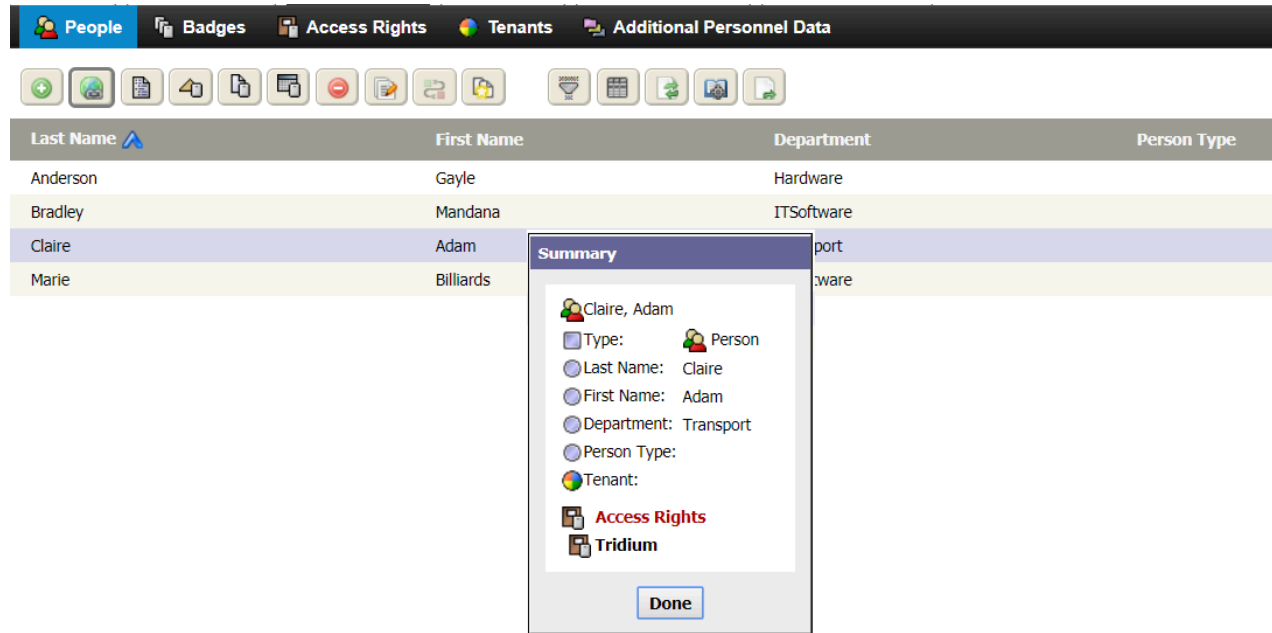 People Badges Access Rights Tenants Additional Personnel Data
Last Name First Name Department Person Type
Anderson Gayle Hardware
Bradley Mandana ITSoftware
Claire Adam port
Marie Billiards ware
Summary
Claire, Adam
Type: Person
Last Name: Claire
First Name: Adam
Department: Transport
Person Type:
Tenant:
Access Rights
Tridium
Done